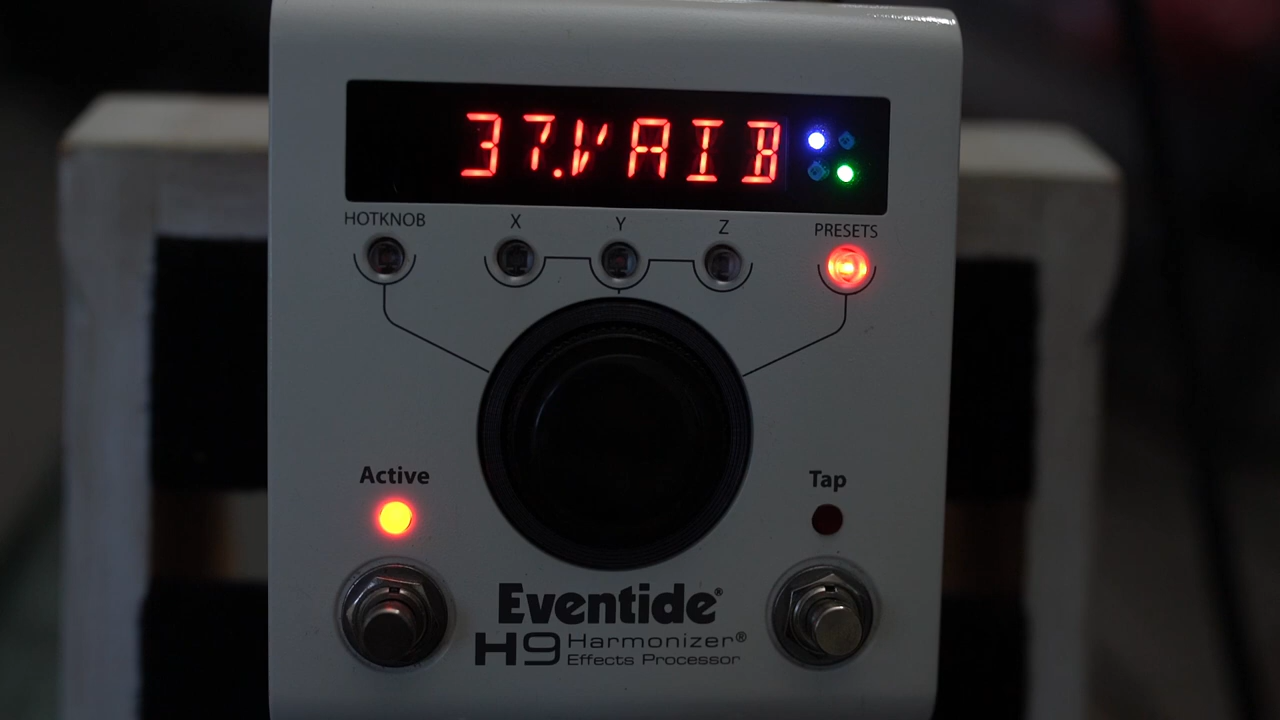 37.VAIB
HOTKNOB X Y Z PRESETS
Active Tap
Eventide®
H9 Harmonizer®
Effects Processor